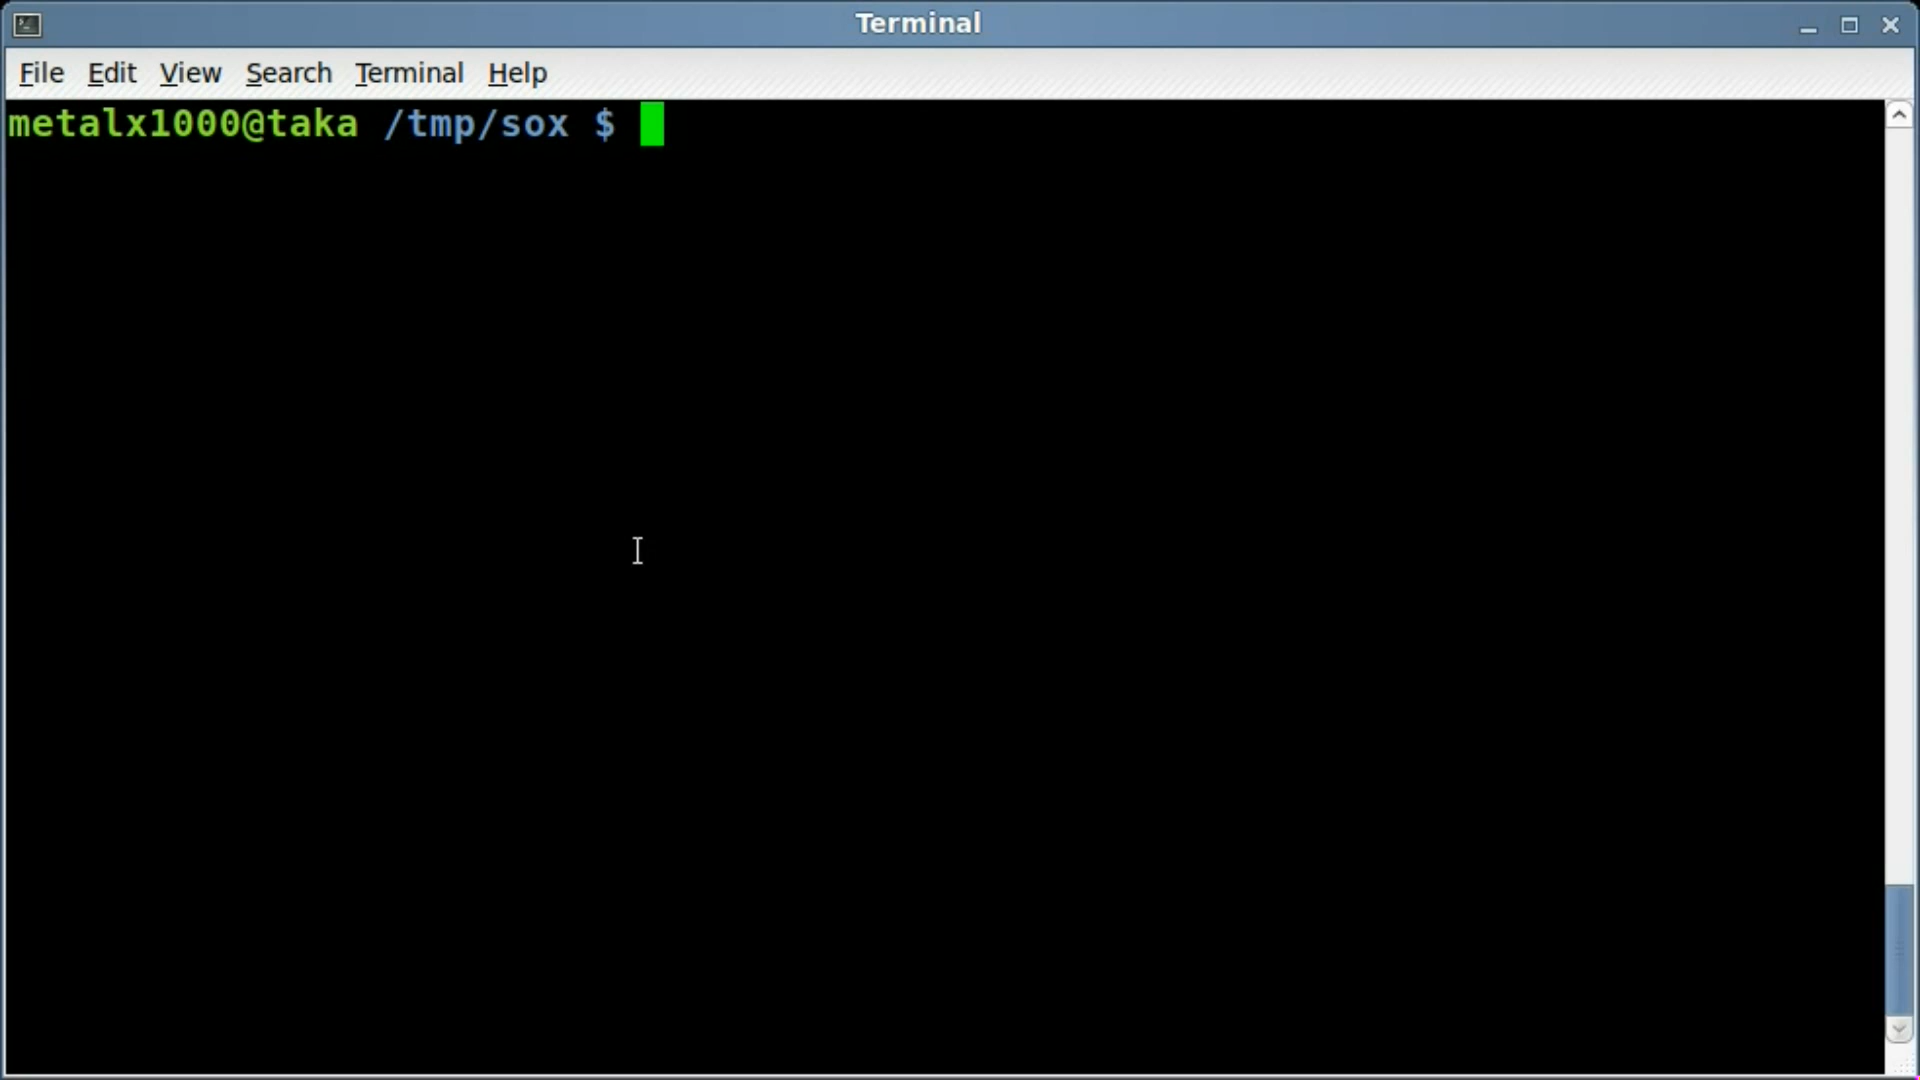 Terminal
File Edit View Search Terminal Help
metalx1000@taka /tmp/sox $